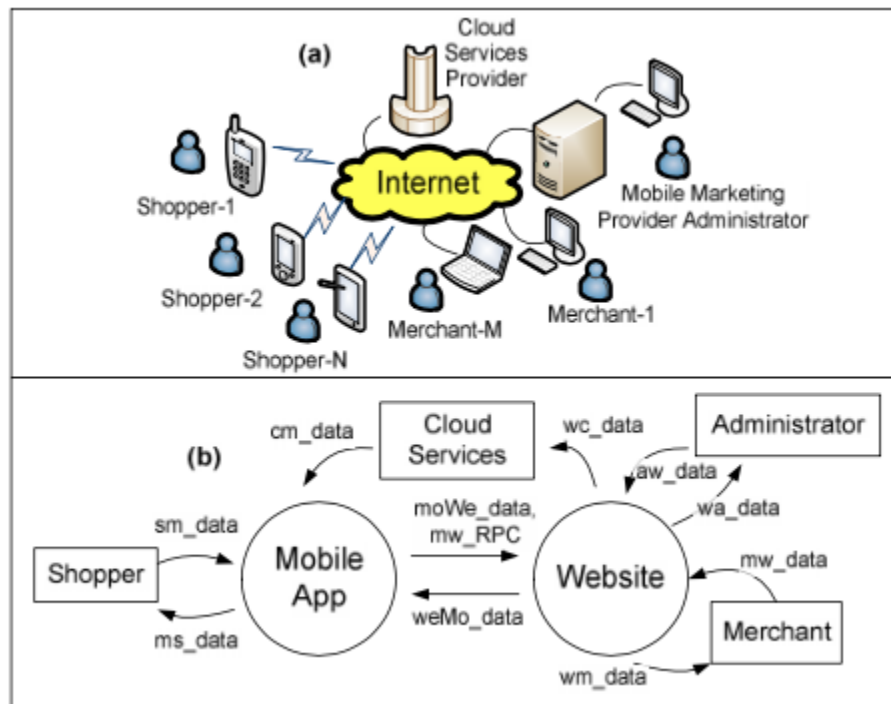 (a)
Cloud
Services
Provider
Internet
Shopper-1
Shopper-2
Shopper-N
Merchant-M
Merchant-1
Mobile Marketing
Provider Administrator
(b)
cm_data
Cloud
Services
wc_data
Administrator
aw_data
wa_data
sm_data
Shopper
ms_data
Mobile
App
moWe_data,
mw_RPC
weMo_data
Website
mw_data
Merchant
wm_data